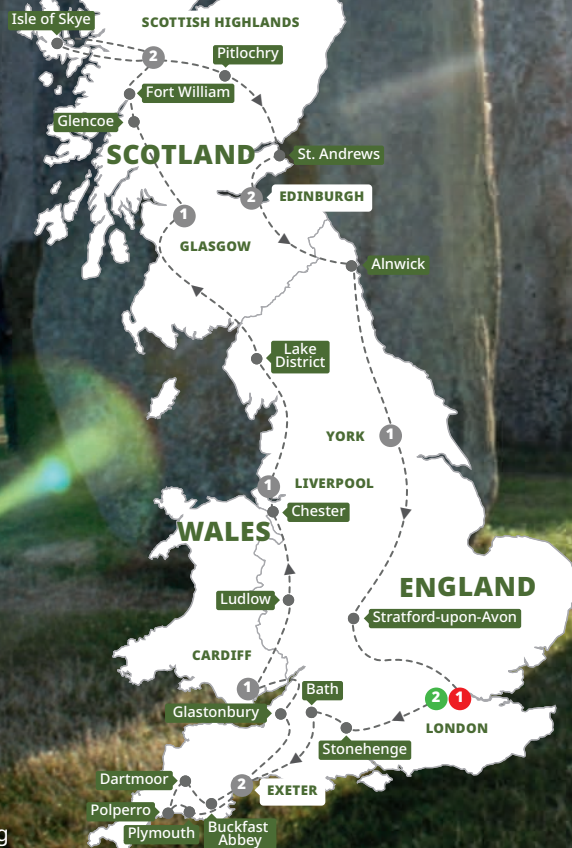 Isle of Skye
SCOTTISH HIGHLANDS
2
Pitlochry
Fort William
Glencoe
SCOTLAND
St. Andrews
2
EDINBURGH
1
GLASGOW
Alnwick
Lake
District
YORK
1
1
LIVERPOOL
Chester
WALES
ENGLAND
Ludlow
Stratford-upon-Avon
CARDIFF
1
Bath
2
1
Glastonbury
LONDON
Stonehenge
Dartmoor
2
EXETER
Polperro
Plymouth
Buckfast
Abbey
g